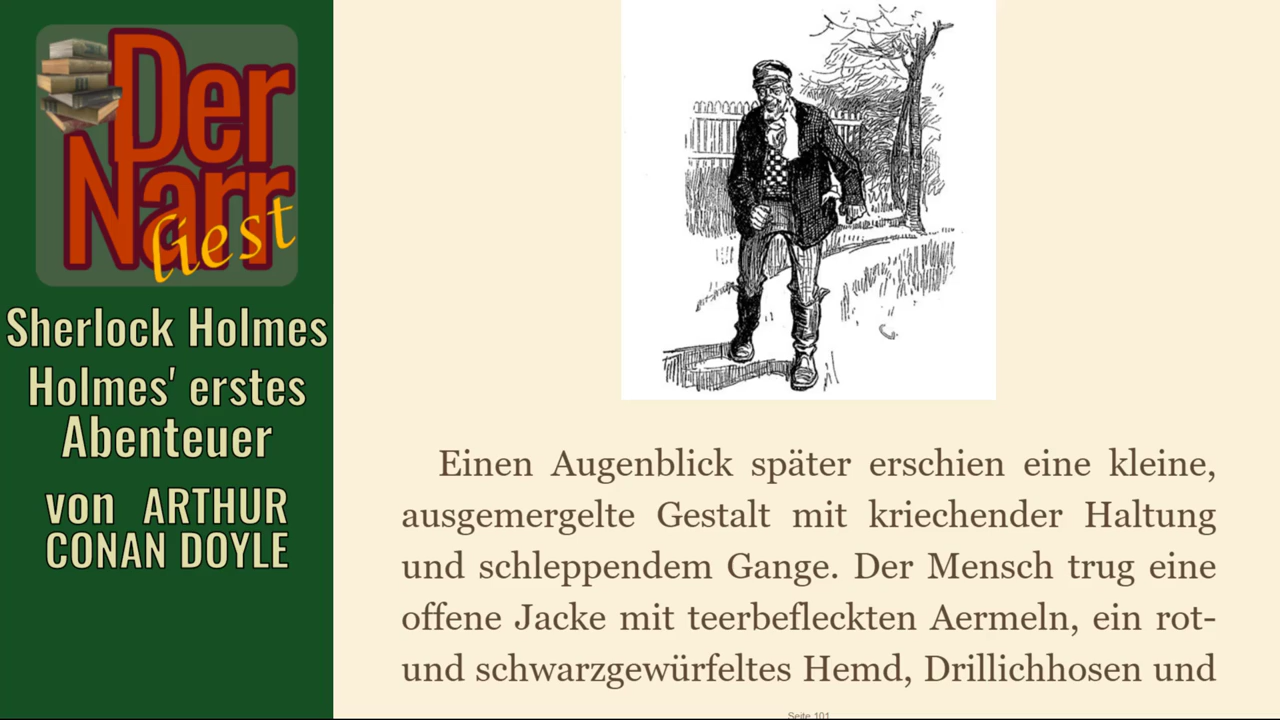 Der
Narr
liest
Sherlock Holmes
Holmes' erstes
Abenteuer
von ARTHUR
CONAN DOYLE
Einen Augenblick später erschien eine kleine,
ausgemergelte Gestalt mit kriechender Haltung
und schleppendem Gange. Der Mensch trug eine
offene Jacke mit teerbefleckten Aermeln, ein rot-
und schwarzgewürfeltes Hemd, Drillichhosen und
Seite 101